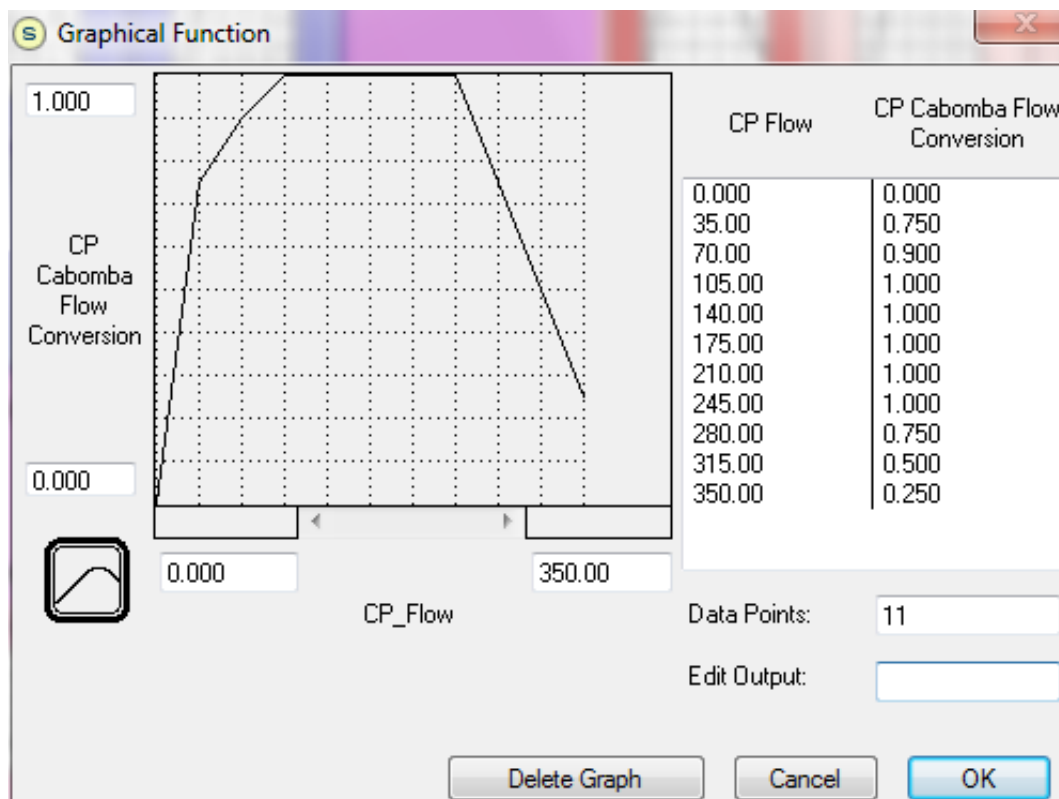 S Graphical Function
X
1.000
CP
Cabomba
Flow
Conversion
0.000
0.000
350.00
CP_Flow
CP Flow
CP Cabomba Flow
Conversion
0.000 0.000
35.00 0.750
70.00 0.900
105.00 1.000
140.00 1.000
175.00 1.000
210.00 1.000
245.00 1.000
280.00 0.750
315.00 0.500
350.00 0.250
Data Points: 11
Edit Output:
Delete Graph
Cancel
OK